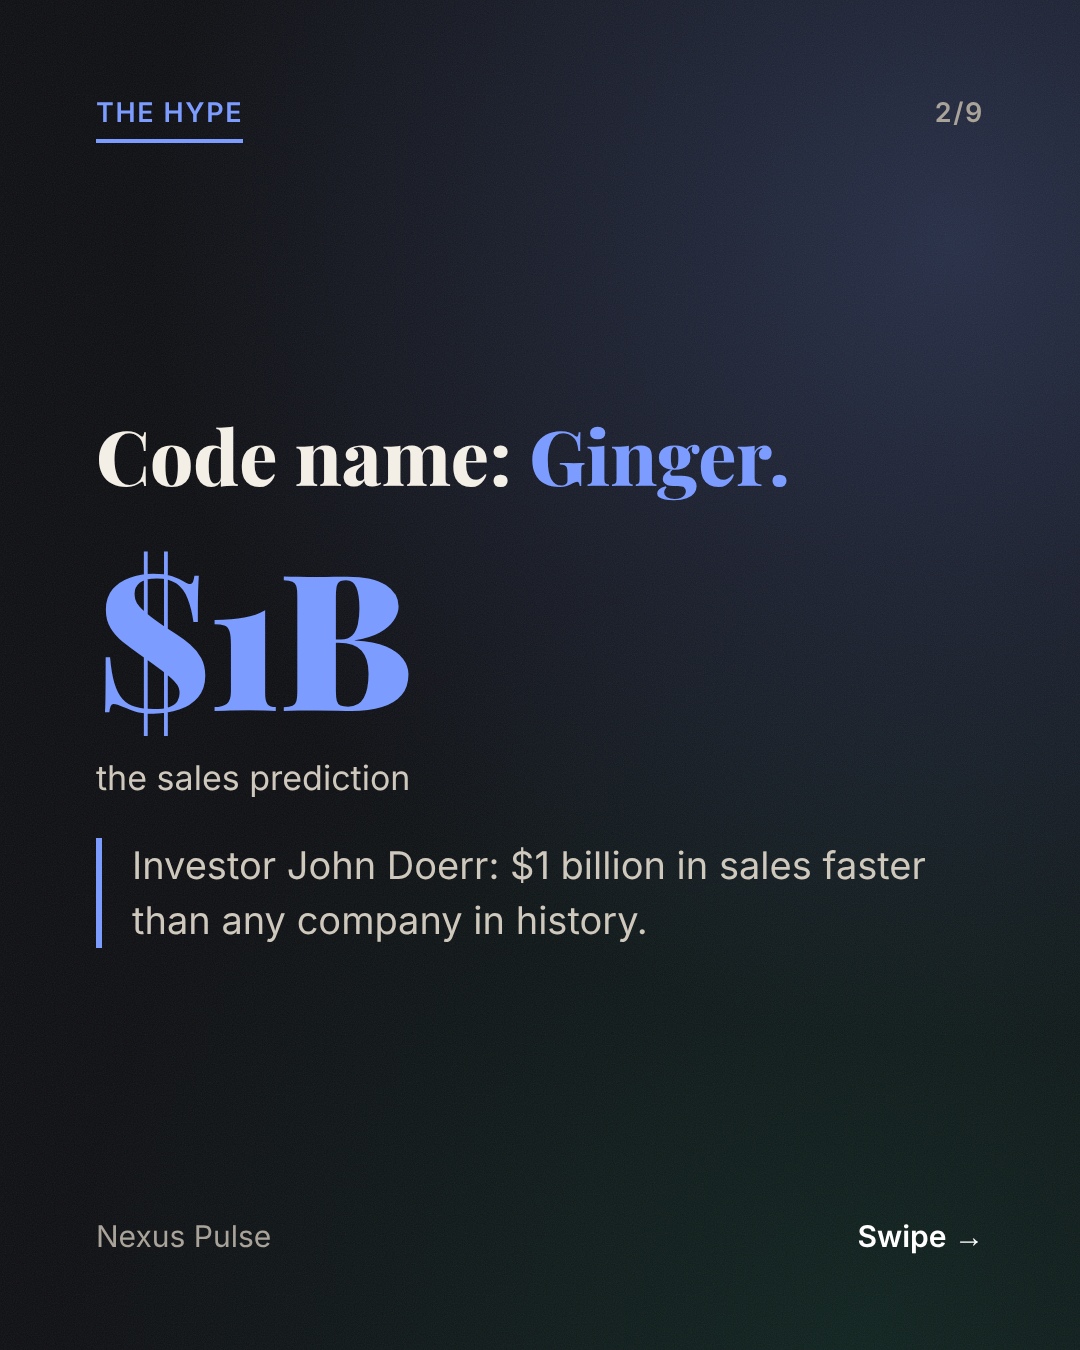 THE HYPE
2/9
Code name: Ginger.
$1B
the sales prediction
Investor John Doerr: $1 billion in sales faster
than any company in history.
Nexus Pulse
Swipe →